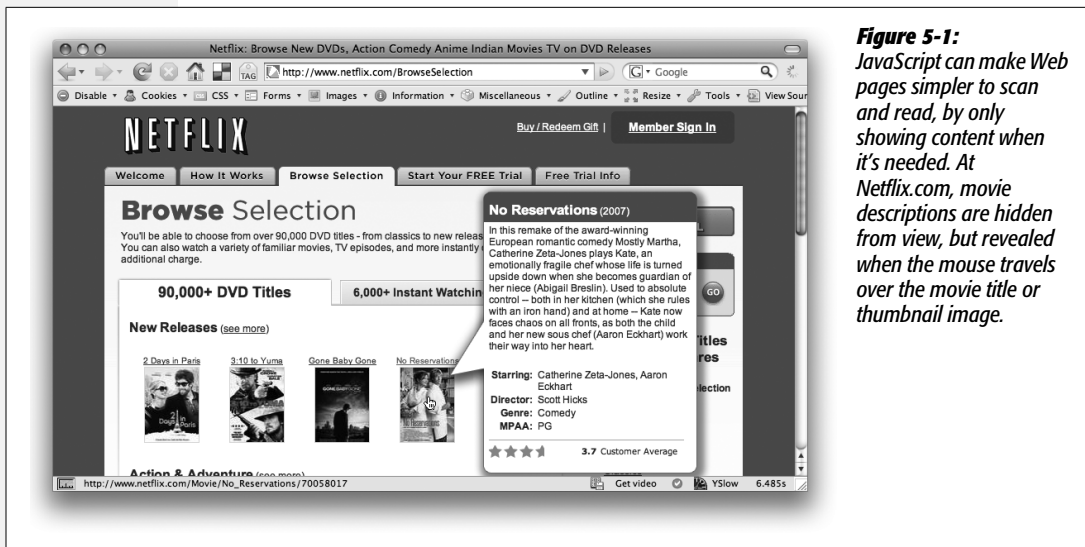 Netflix: Browse New DVDs, Action Comedy Anime Indian Movies TV on DVD Releases
TAG
http://www.netflix.com/BrowseSelection
G Google
Disable Cookies CSS Forms Images Information Miscellaneous Outline Resize Tools View Sour
NETFLIX
Buy / Redeem Gift | Member Sign In
Welcome How It Works Browse Selection Start Your FREE Trial Free Trial Info
Browse Selection
You'll be able to choose from over 90,000 DVD titles - from classics to new releas
You can also watch a variety of familiar movies, TV episodes, and more instantly
additional charge.
90,000+ DVD Titles
6,000+ Instant Watchin
GO
New Releases (see more)
2 Days in Paris 3:10 to Yuma Gone Baby Gone No Reservations
2 Days in Paris
GONE BABY GONE
itles
res
election
Action & Adventure (see more)
No Reservations (2007)
In this remake of the award-winning
European romantic comedy Mostly Martha,
Catherine Zeta-Jones plays Kate, an
emotionally fragile chef whose life is turned
upside down when she becomes guardian of
her niece (Abigail Breslin). Used to absolute
control -- both in her kitchen (which she rules
with an iron hand) and at home -- Kate now
faces chaos on all fronts, as both the child
and her new sous chef (Aaron Eckhart) work
their way into her heart.
Starring: Catherine Zeta-Jones, Aaron
Eckhart
Director: Scott Hicks
Genre: Comedy
MPAA: PG
3.7 Customer Average
http://www.netflix.com/Movie/No_Reservations/70058017
Get video YSlow 6.485s
Figure 5-1:
JavaScript can make Web
pages simpler to scan
and read, by only
showing content when
it's needed. At
Netflix.com, movie
descriptions are hidden
from view, but revealed
when the mouse travels
over the movie title or
thumbnail image.